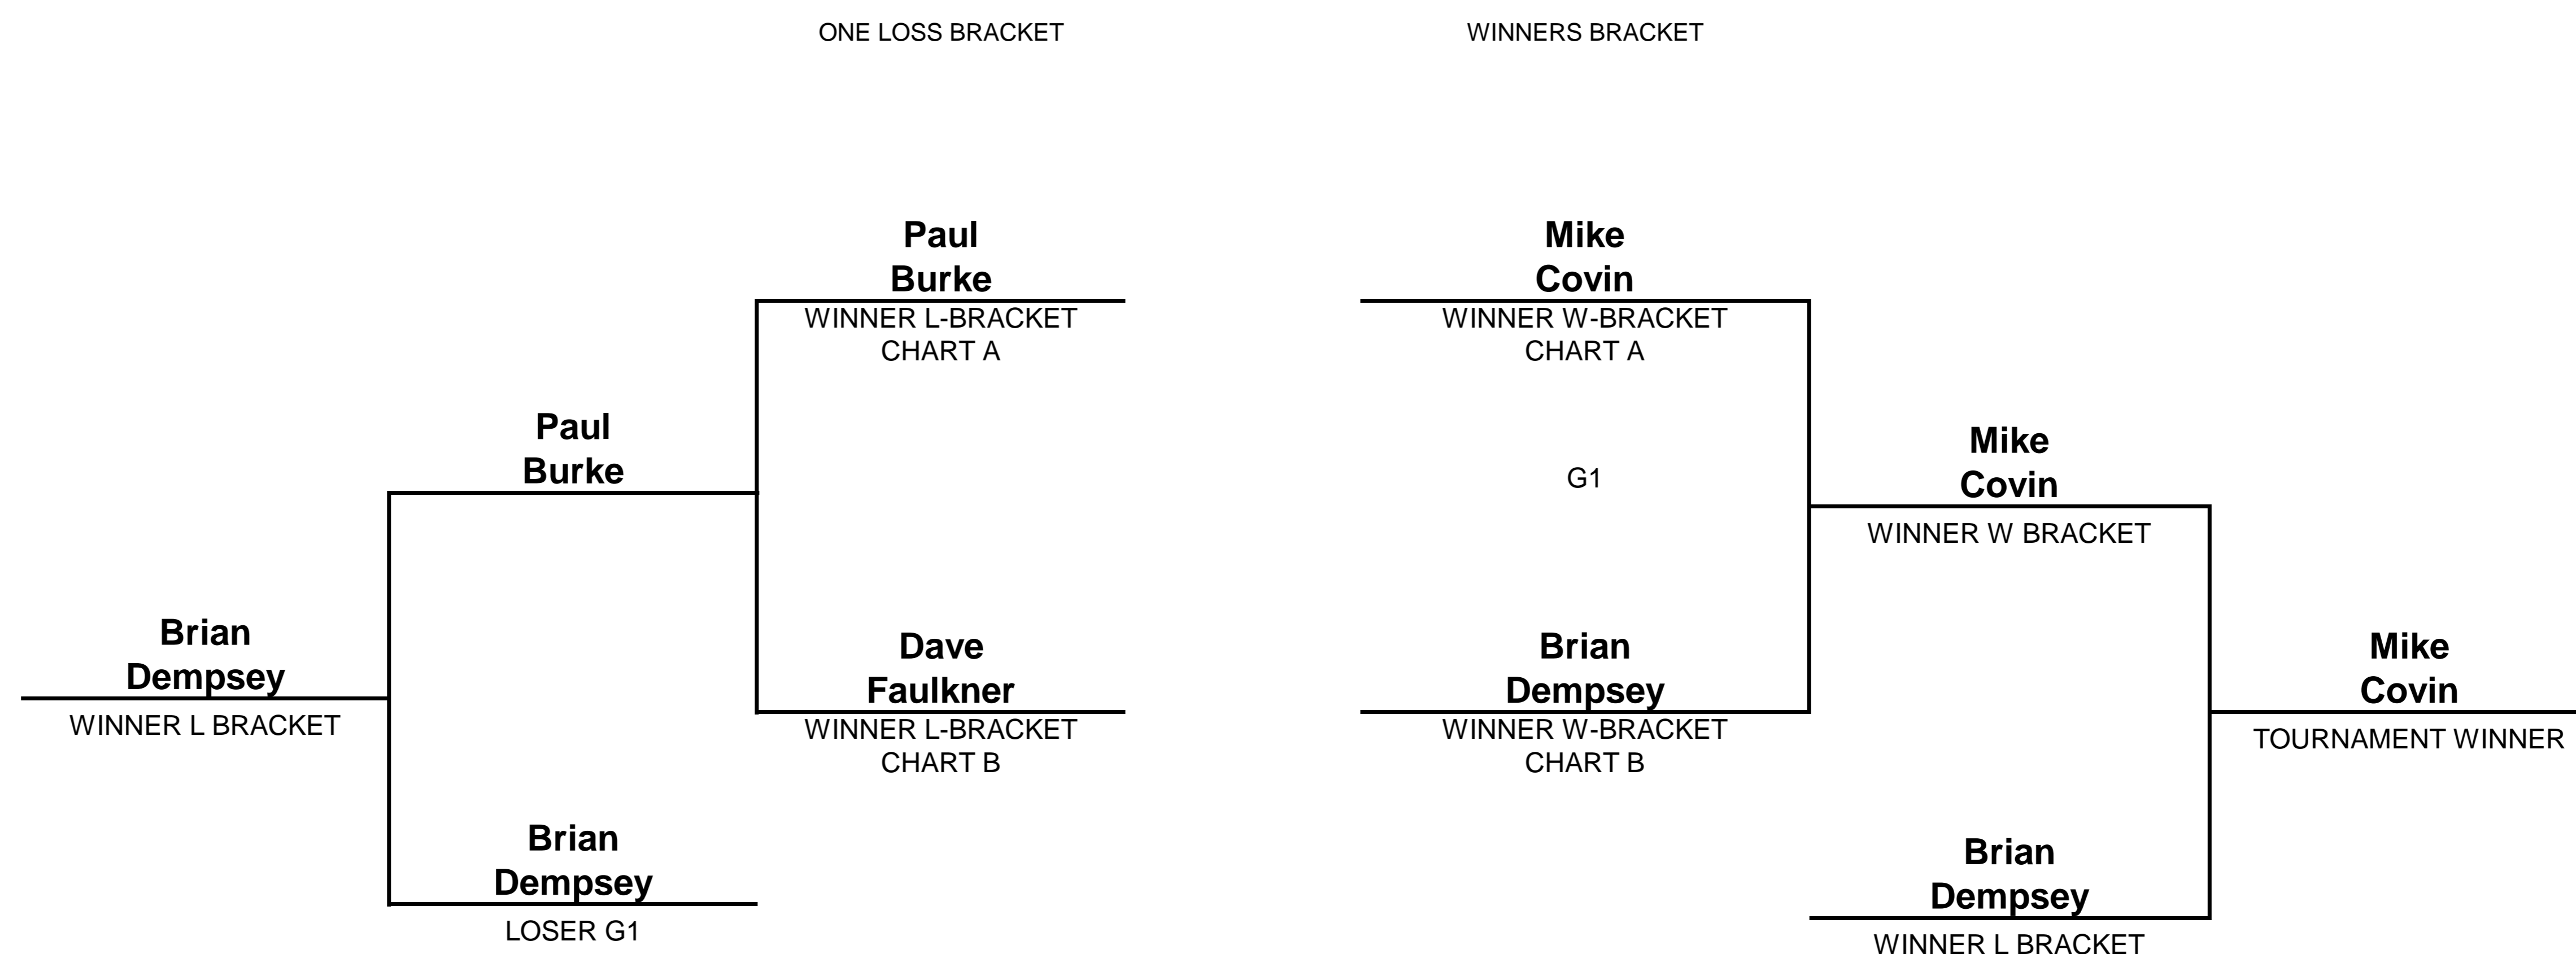 ONE LOSS BRACKET
WINNERS BRACKET
Paul
Burke
WINNER L-BRACKET
CHART A
Mike
Covin
WINNER W-BRACKET
CHART A
Paul
Burke
G1
Mike
Covin
WINNER W BRACKET
Brian
Dempsey
WINNER L BRACKET
Dave
Faulkner
WINNER L-BRACKET
CHART B
Brian
Dempsey
WINNER W-BRACKET
CHART B
Mike
Covin
TOURNAMENT WINNER
Brian
Dempsey
LOSER G1
Brian
Dempsey
WINNER L BRACKET